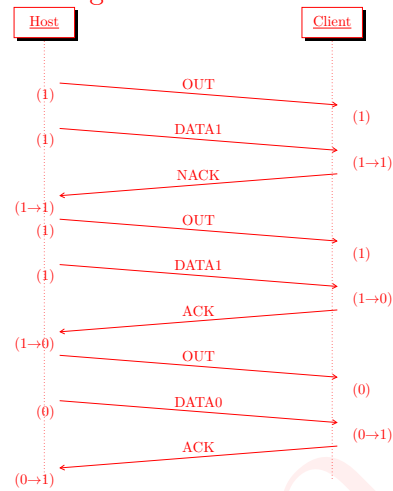 Host Client
OUT
(1)
(1)
DATA1
(1)
(1→1)
NACK
(1→1)
OUT
(1)
(1)
DATA1
(1)
(1→0)
ACK
(1→0)
OUT
(0)
DATA0
(0)
(0→1)
ACK
(0→1)